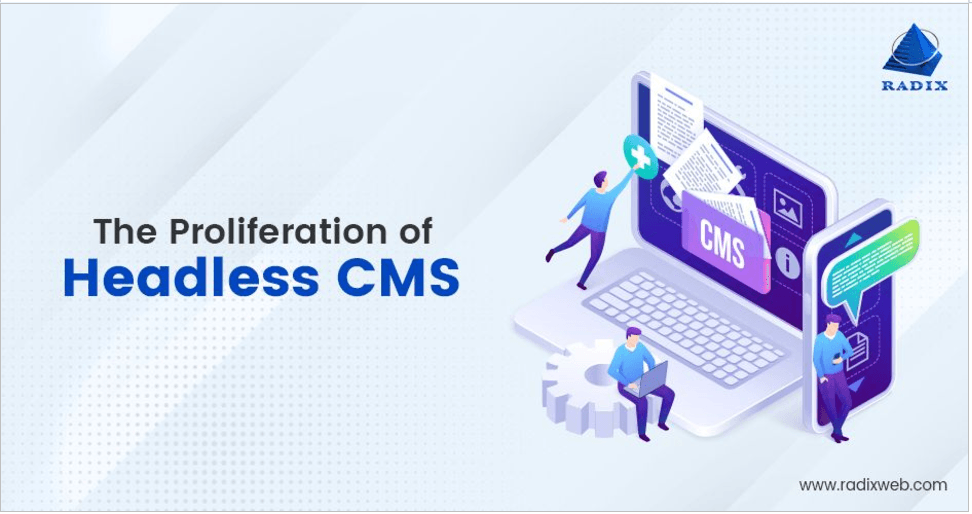 RADIX
The Proliferation of
Headless CMS
CMS
www.radixweb.com